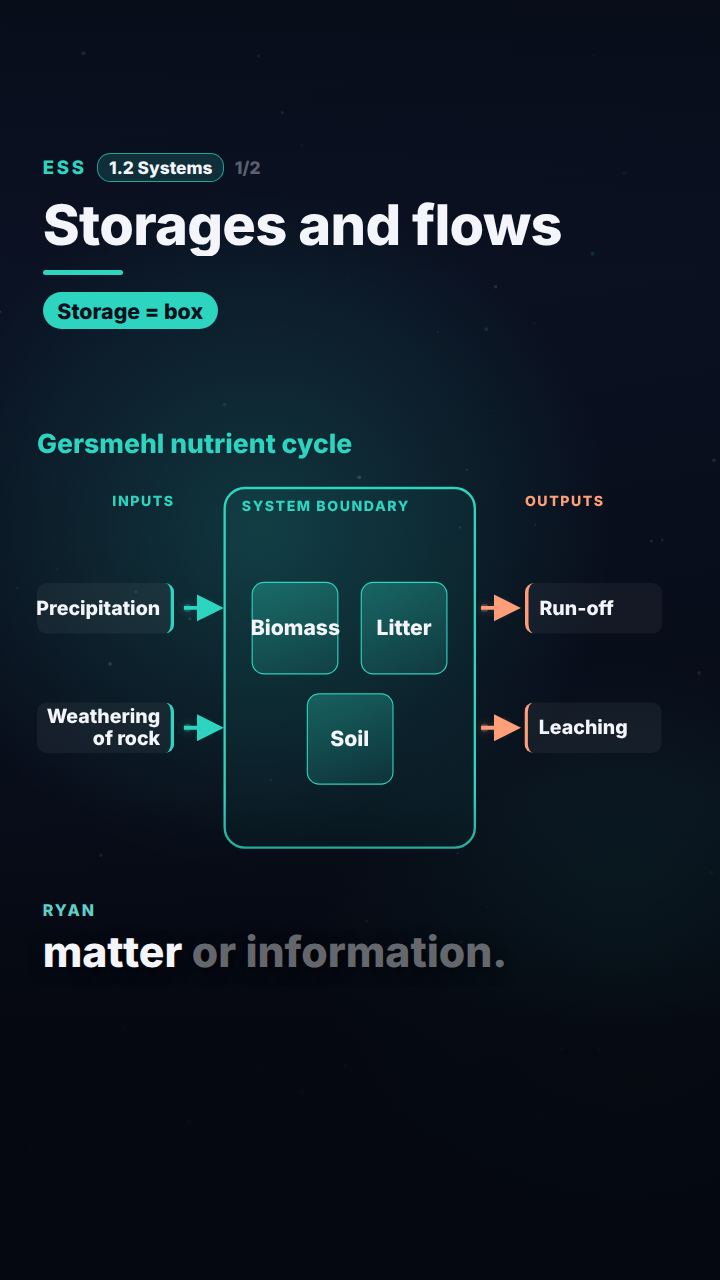 ESS 1.2 Systems 1/2
Storages and flows
Storage = box
Gersmehl nutrient cycle
INPUTS
SYSTEM BOUNDARY
OUTPUTS
Precipitation
Biomass
Litter
Run-off
Weathering
of rock
Soil
Leaching
RYAN
matter or information.